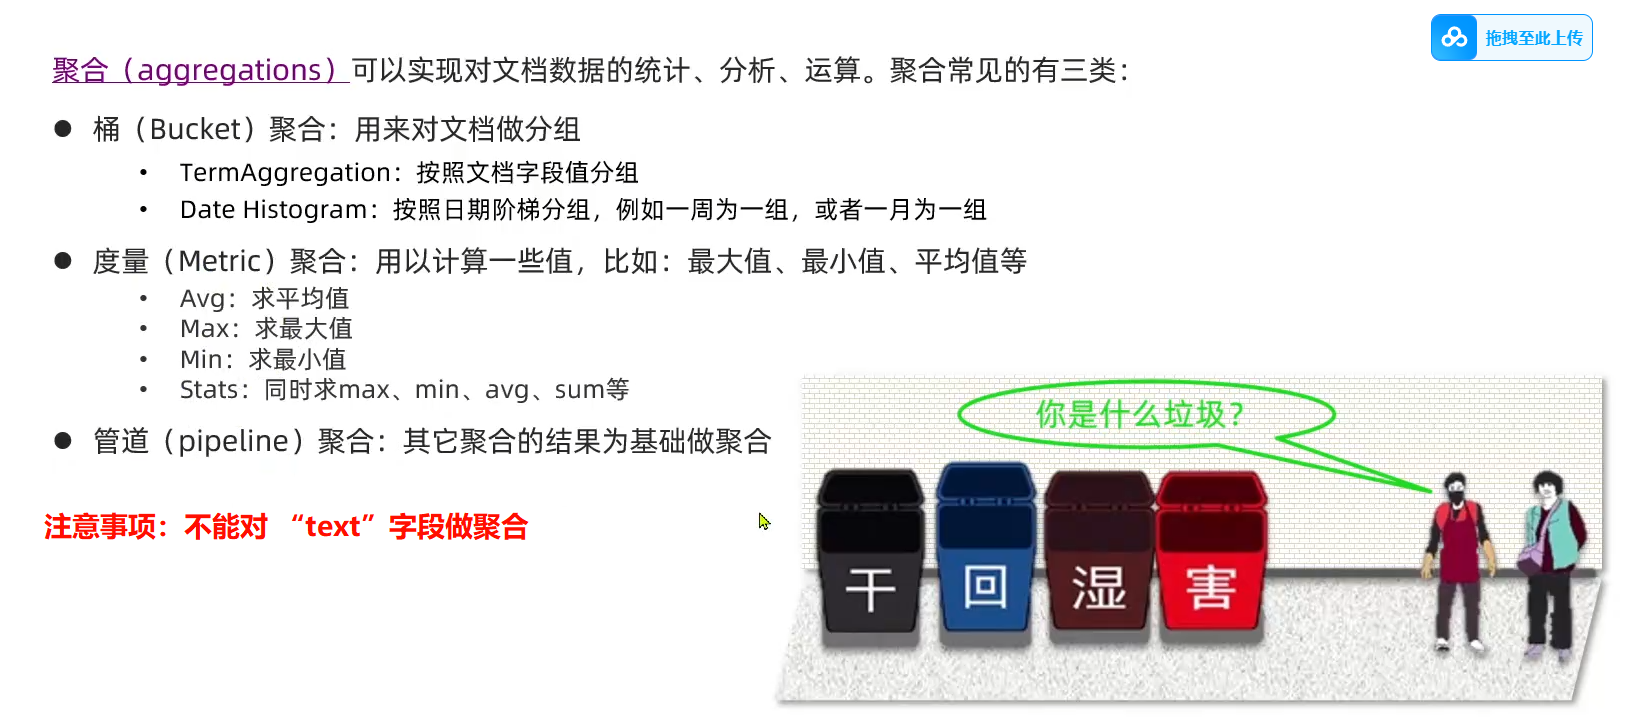 拖拽至此上传
聚合（aggregations）可以实现对文档数据的统计、分析、运算。聚合常见的有三类：
● 桶（Bucket）聚合：用来对文档做分组
• TermAggregation：按照文档字段值分组
• Date Histogram：按照日期阶梯分组，例如一周为一组，或者一月为一组
● 度量（Metric）聚合：用以计算一些值，比如：最大值、最小值、平均值等
• Avg：求平均值
• Max：求最大值
• Min：求最小值
• Stats：同时求max、min、avg、sum等
● 管道（pipeline）聚合：其它聚合的结果为基础做聚合
注意事项：不能对 “text”字段做聚合
你是什么垃圾？
干 回 湿 害